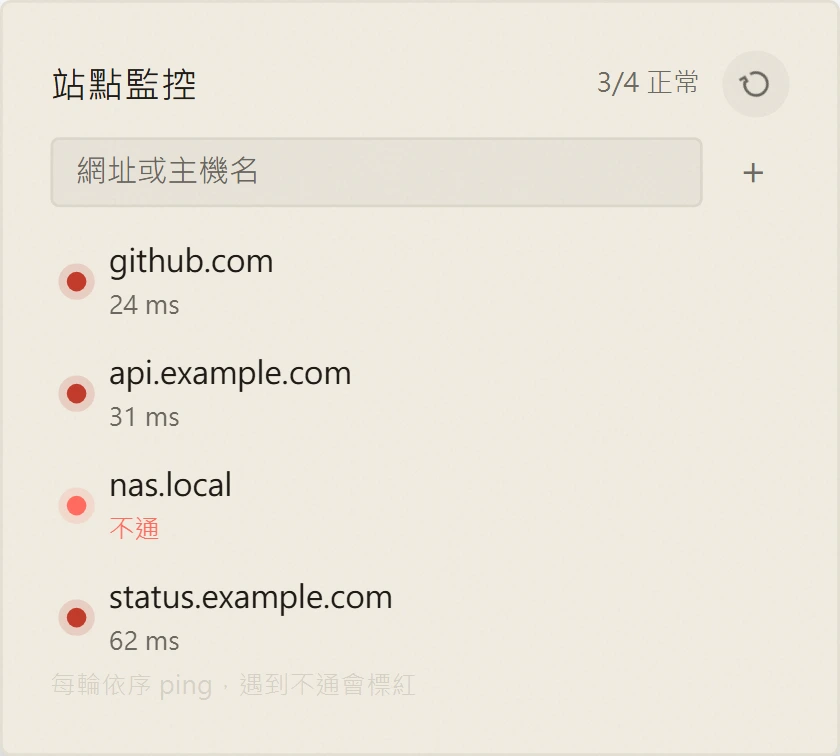 站點監控
3/4 正常
網址或主機名
+
github.com
24 ms
api.example.com
31 ms
nas.local
不通
status.example.com
62 ms
每輪依序 ping，遇到不通會標紅